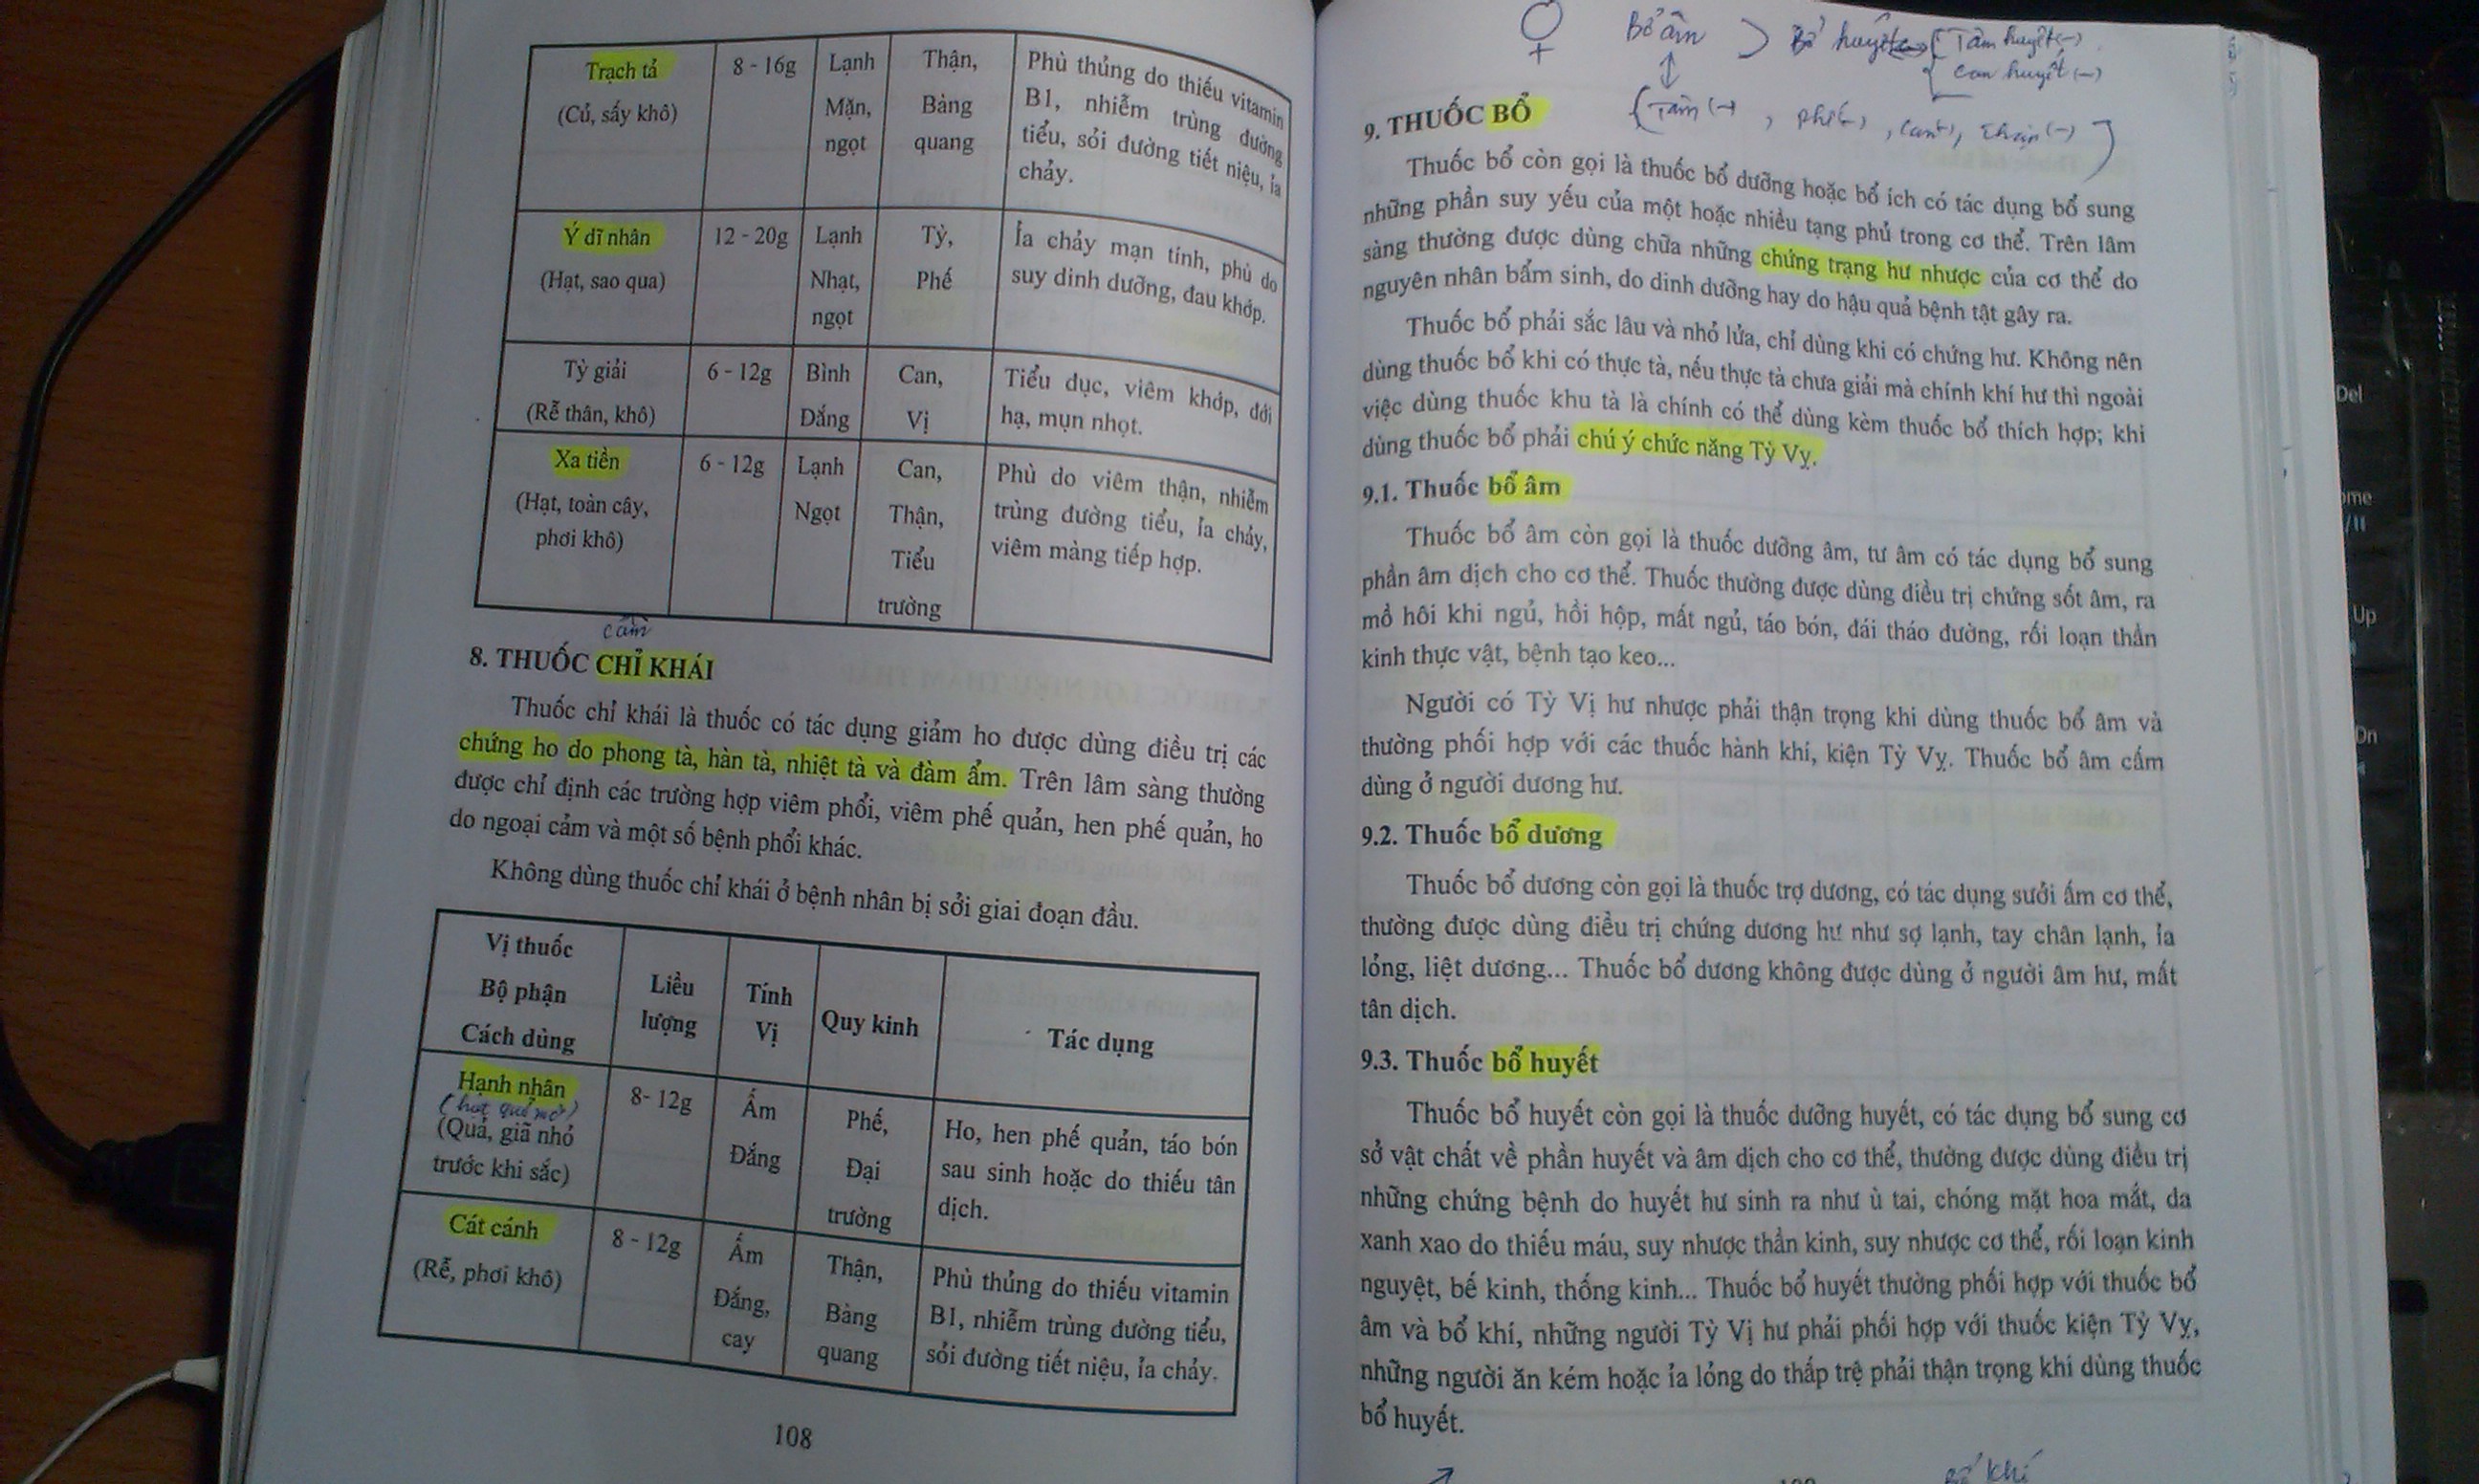 Trạch tả
(Củ, sấy khô)
8 - 16g
Lạnh
Mặn,
ngọt
Thận,
Bàng
quang
Phù thủng do thiếu vitamin
B1, nhiễm trùng đường
tiểu, sỏi đường tiết niệu, ỉa
chảy.
Ý dĩ nhân
(Hạt, sao qua)
12 - 20g
Lạnh
Nhạt,
ngọt
Tỳ,
Phế
Ỉa chảy mạn tính, phù do
suy dinh dưỡng, đau khớp.
Tỳ giải
(Rễ thân, khô)
6 - 12g
Bình
Đắng
Can,
Vị
Tiểu dục, viêm khớp, đới
hạ, mụn nhọt.
Xa tiền
(Hạt, toàn cây,
phơi khô)
6 - 12g
Lạnh
Ngọt
Can,
Thận,
Tiểu
trường
Phù do viêm thận, nhiễm
trùng đường tiểu, ỉa chảy,
viêm màng tiếp hợp.
cầm
8. THUỐC CHỈ KHÁI
Thuốc chỉ khái là thuốc có tác dụng giảm ho được dùng điều trị các
chứng ho do phong tà, hàn tà, nhiệt tà và đàm ẩm. Trên lâm sàng thường
được chỉ định các trường hợp viêm phổi, viêm phế quản, hen phế quản, ho
do ngoại cảm và một số bệnh phổi khác.
Không dùng thuốc chỉ khái ở bệnh nhân bị sởi giai đoạn đầu.
Vị thuốc
Bộ phận
Cách dùng
Liều
lượng
Tính
Vị
Quy kinh
Tác dụng
Hạnh nhân
(hạt quả mơ)
(Quả, giã nhỏ
trước khi sắc)
8- 12g
Ấm
Đắng
Phế,
Đại
trường
Ho, hen phế quản, táo bón
sau sinh hoặc do thiếu tân
dịch.
Cát cánh
(Rễ, phơi khô)
8 - 12g
Ấm
Đắng,
cay
Thận,
Bàng
quang
Phù thủng do thiếu vitamin
B1, nhiễm trùng đường tiểu,
sỏi đường tiết niệu, ỉa chảy.
108
♀ Bổ âm > Bổ huyết ↔ { Tâm huyết (-)
can huyết (-)
(Tâm (-), phế (-), can (-), Thận (-)
9. THUỐC BỔ
Thuốc bổ còn gọi là thuốc bổ dưỡng hoặc bổ ích có tác dụng bổ sung
những phần suy yếu của một hoặc nhiều tạng phủ trong cơ thể. Trên lâm
sàng thường được dùng chữa những chứng trạng hư nhược của cơ thể do
nguyên nhân bẩm sinh, do dinh dưỡng hay do hậu quả bệnh tật gây ra.
Thuốc bổ phải sắc lâu và nhỏ lửa, chỉ dùng khi có chứng hư. Không nên
dùng thuốc bổ khi có thực tà, nếu thực tà chưa giải mà chính khí hư thì ngoài
việc dùng thuốc khu tà là chính có thể dùng kèm thuốc bổ thích hợp; khi
dùng thuốc bổ phải chú ý chức năng Tỳ Vỵ.
9.1. Thuốc bổ âm
Thuốc bổ âm còn gọi là thuốc dưỡng âm, tư âm có tác dụng bổ sung
phần âm dịch cho cơ thể. Thuốc thường được dùng điều trị chứng sốt âm, ra
mồ hôi khi ngủ, hồi hộp, mất ngủ, táo bón, đái tháo đường, rối loạn thần
kinh thực vật, bệnh tạo keo...
Người có Tỳ Vị hư nhược phải thận trọng khi dùng thuốc bổ âm và
thường phối hợp với các thuốc hành khí, kiện Tỳ Vỵ. Thuốc bổ âm cấm
dùng ở người dương hư.
9.2. Thuốc bổ dương
Thuốc bổ dương còn gọi là thuốc trợ dương, có tác dụng sưởi ấm cơ thể,
thường được dùng điều trị chứng dương hư như sợ lạnh, tay chân lạnh, ỉa
lỏng, liệt dương... Thuốc bổ dương không được dùng ở người âm hư, mất
tân dịch.
9.3. Thuốc bổ huyết
Thuốc bổ huyết còn gọi là thuốc dưỡng huyết, có tác dụng bổ sung cơ
sở vật chất về phần huyết và âm dịch cho cơ thể, thường được dùng điều trị
những chứng bệnh do huyết hư sinh ra như ù tai, chóng mặt hoa mắt, da
xanh xao do thiếu máu, suy nhược thần kinh, suy nhược cơ thể, rối loạn kinh
nguyệt, bế kinh, thống kinh... Thuốc bổ huyết thường phối hợp với thuốc bổ
âm và bổ khí, những người Tỳ Vị hư phải phối hợp với thuốc kiện Tỳ Vỵ,
những người ăn kém hoặc ỉa lỏng do thấp trệ phải thận trọng khi dùng thuốc
bổ huyết.
Bổ khí
Del
Up
Dn